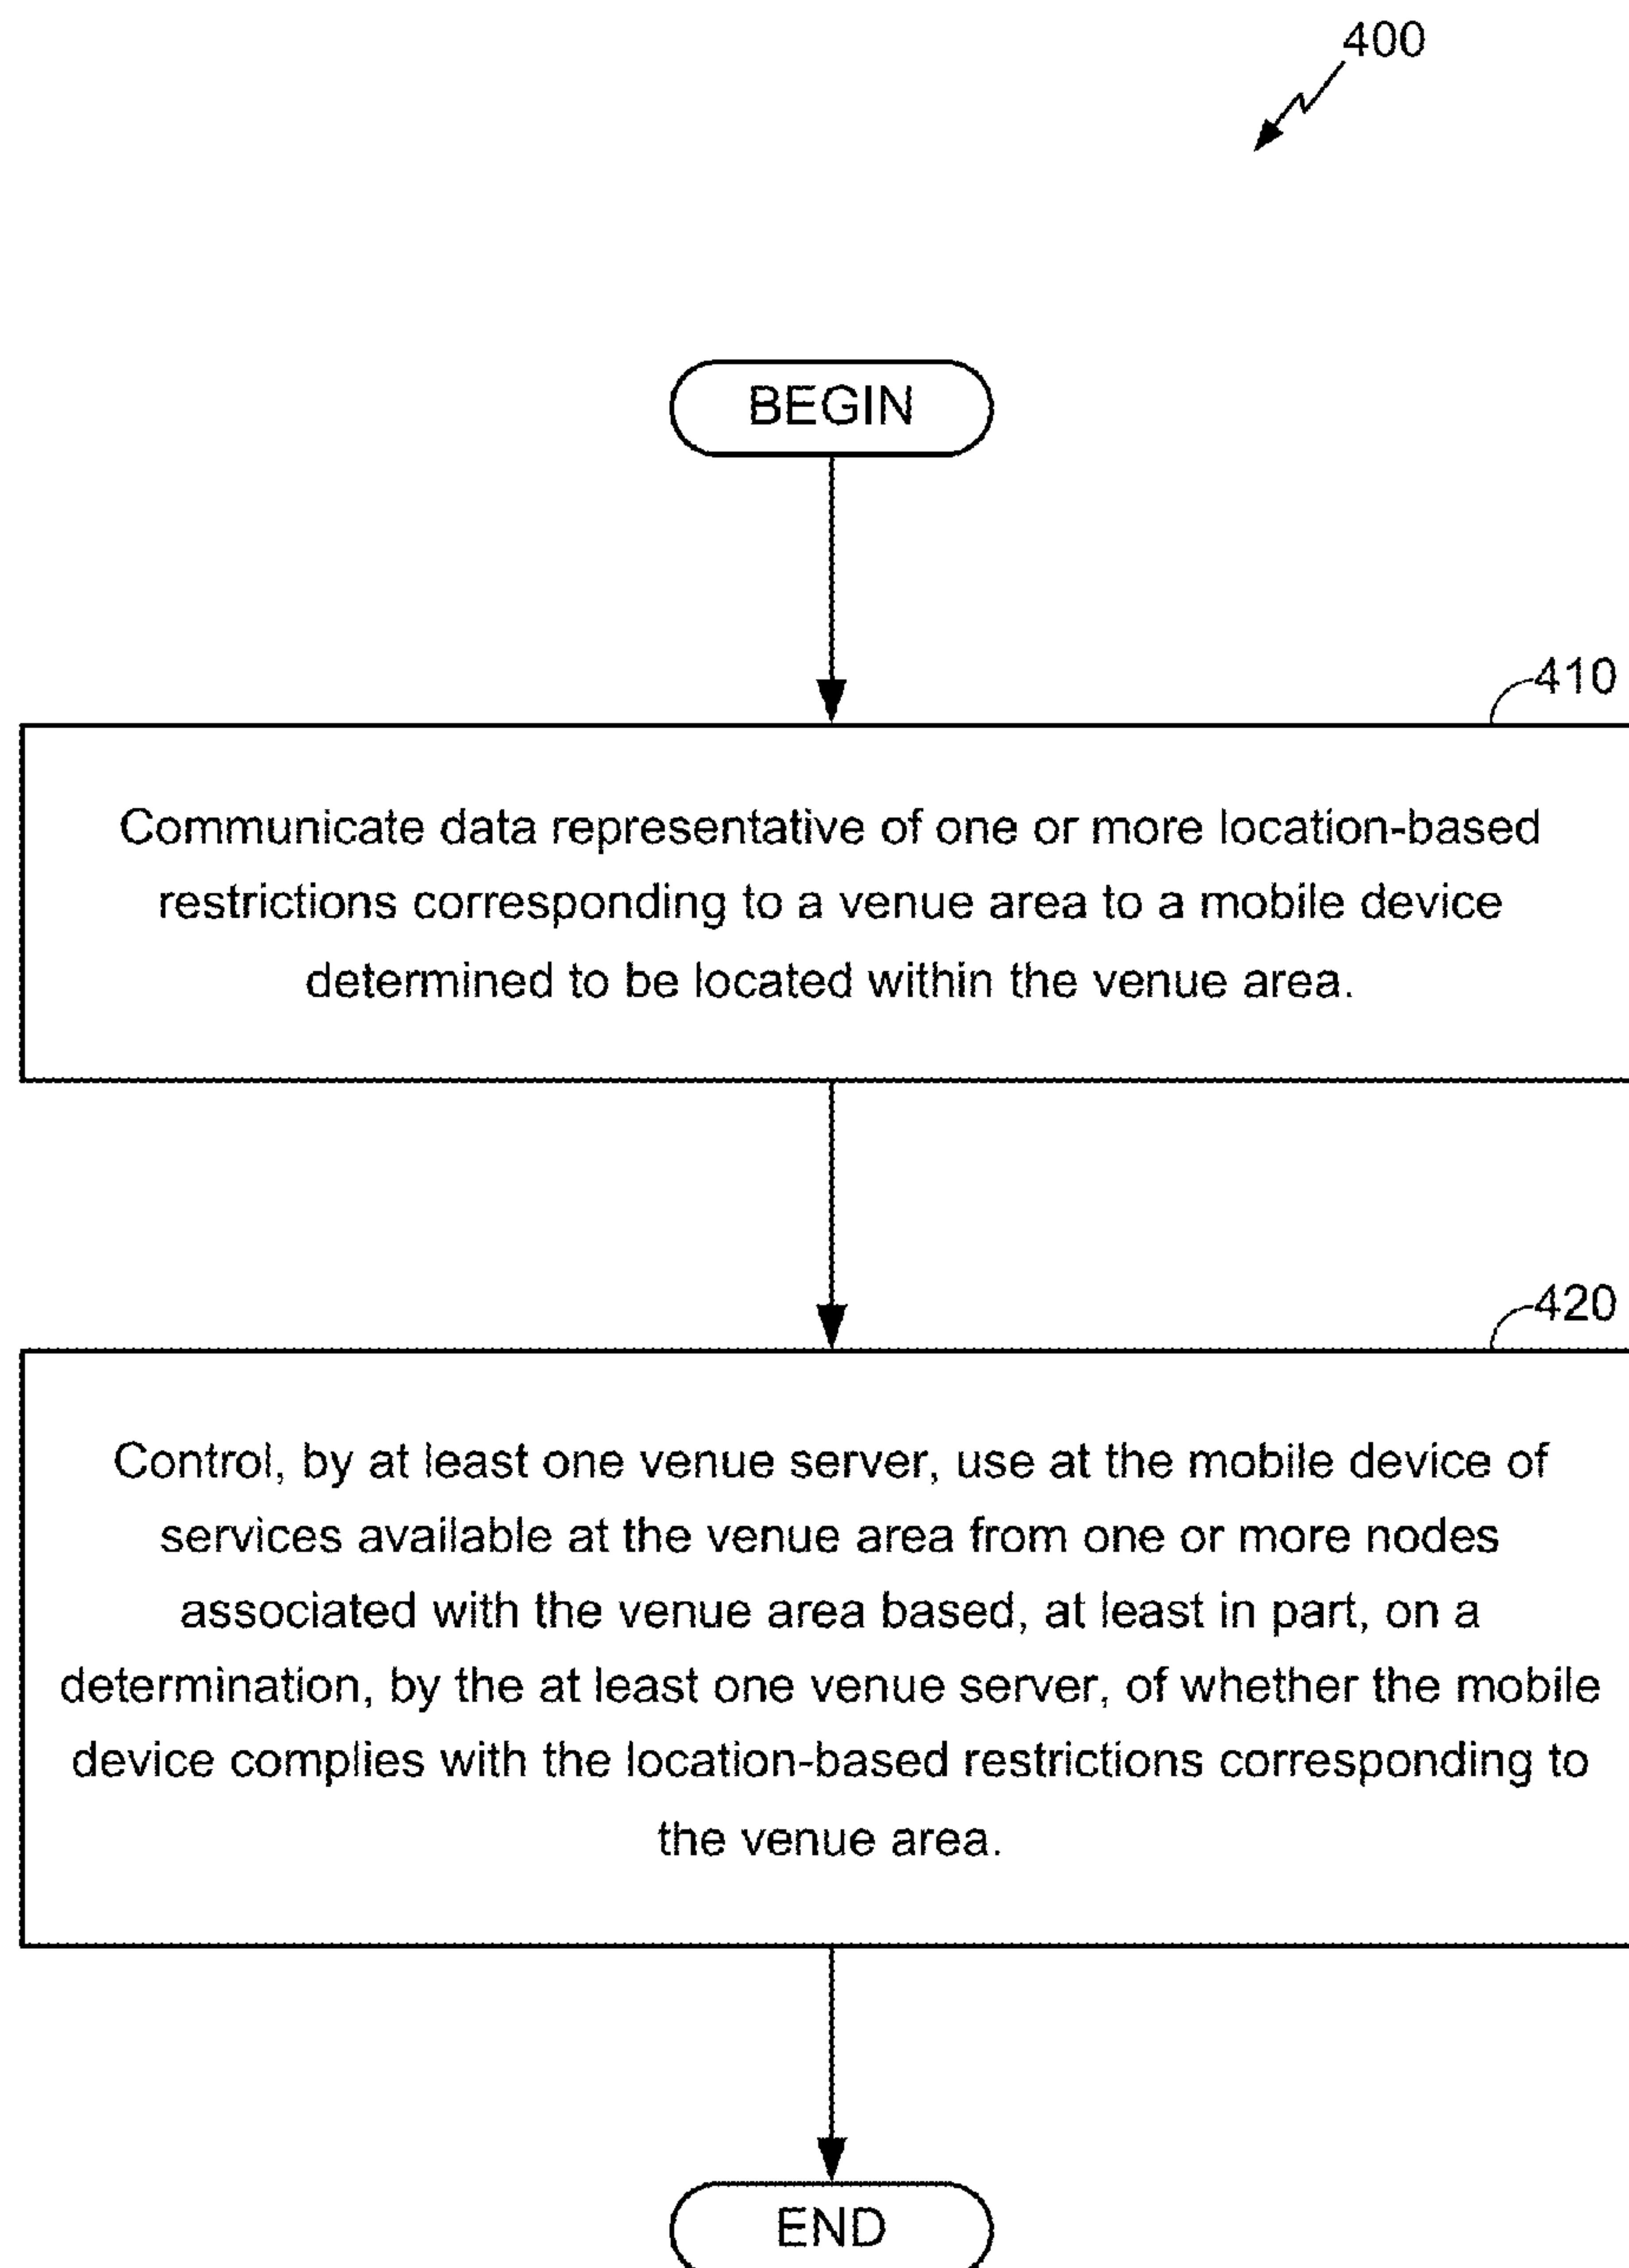 400
BEGIN
410
Communicate data representative of one or more location-based
restrictions corresponding to a venue area to a mobile device
determined to be located within the venue area.
420
Control, by at least one venue server, use at the mobile device of
services available at the venue area from one or more nodes
associated with the venue area based, at least in part, on a
determination, by the at least one venue server, of whether the mobile
device complies with the location-based restrictions corresponding to
the venue area.
END